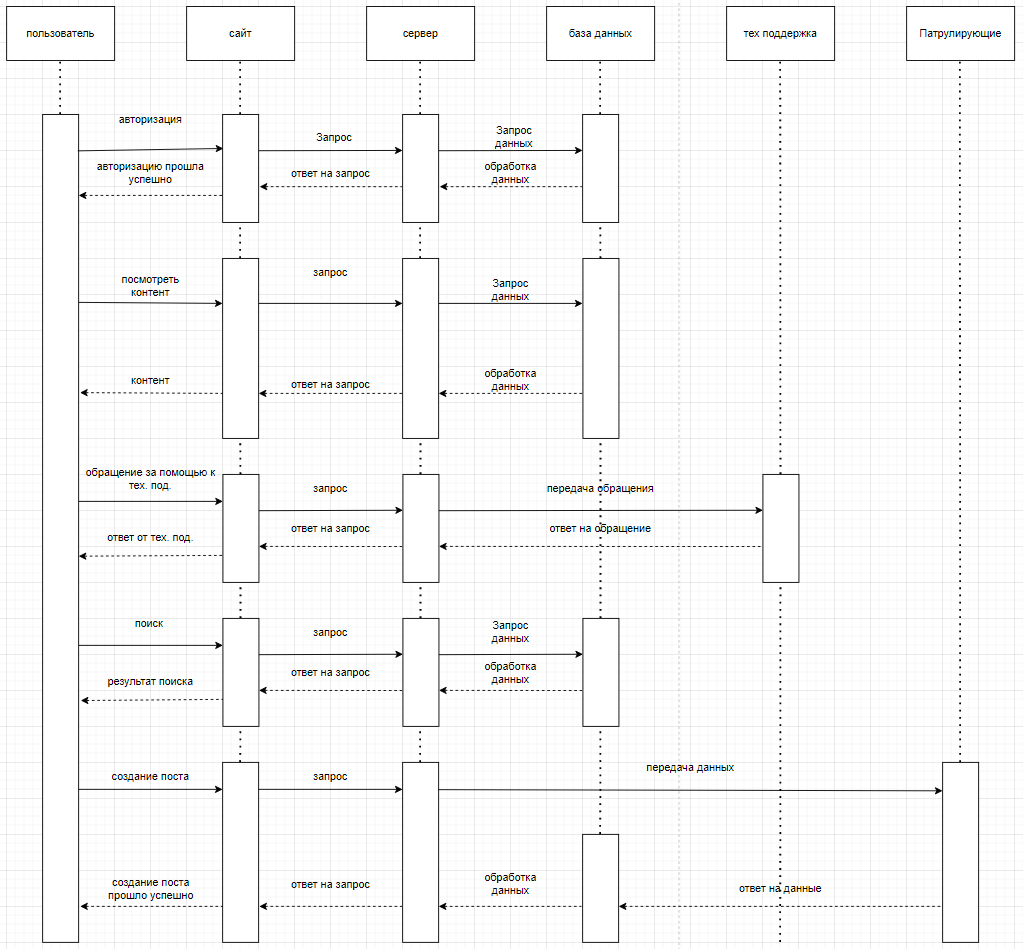 пользователь
сайт
сервер
база данных
тех поддержка
Патрулирующие
авторизация
Запрос
Запрос
данных
авторизацию прошла
успешно
ответ на запрос
обработка
данных
посмотреть
контент
запрос
Запрос
данных
контент
ответ на запрос
обработка
данных
обращение за помощью к
тех. под.
запрос
передача обращения
ответ от тех. под.
ответ на запрос
ответ на обращение
поиск
запрос
Запрос
данных
результат поиска
ответ на запрос
обработка
данных
создание поста
запрос
передача данных
создание поста
прошло успешно
ответ на запрос
обработка
данных
ответ на данные